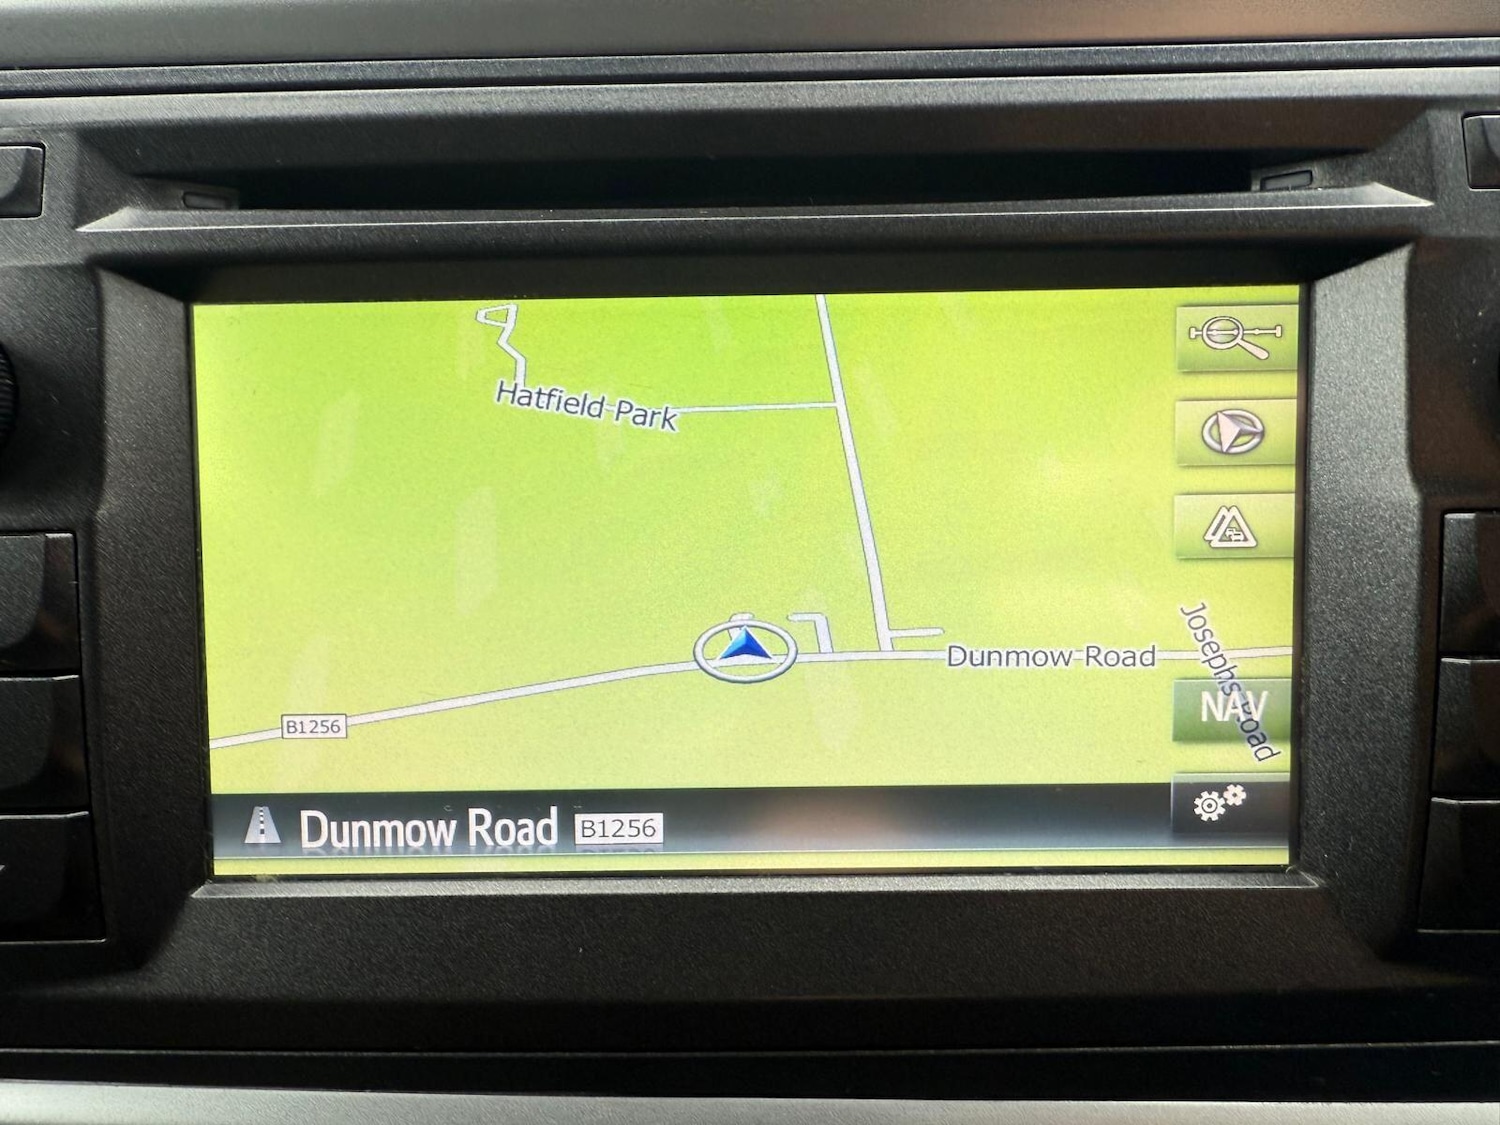 Hatfield Park
Dunmow Road
Josephs Road
B1256
NAV
Dunmow Road B1256